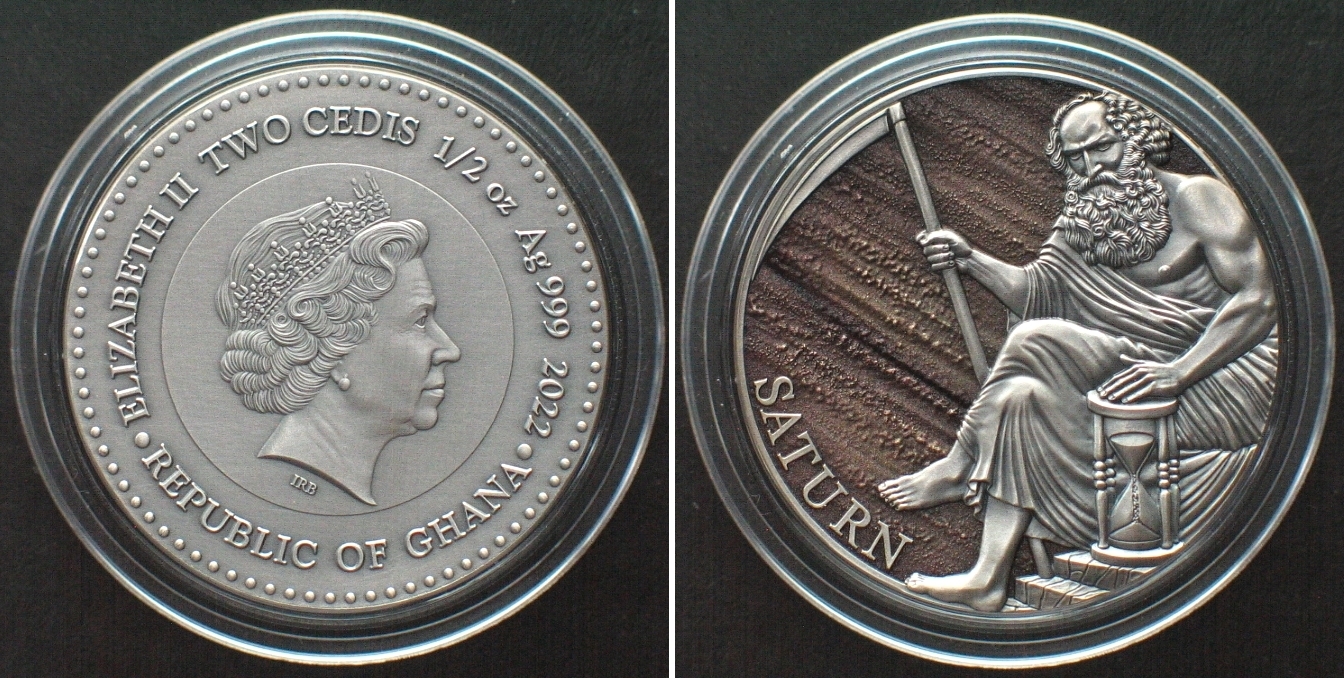 ELIZABETH II TWO CEDIS 1/2 oz Ag 999 2022
• REPUBLIC OF GHANA •
IRB
SATURN